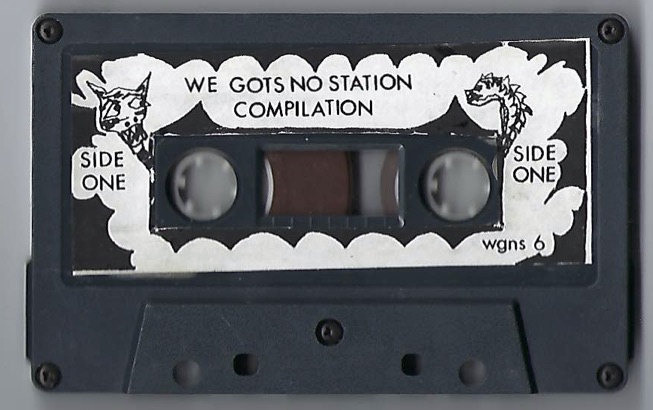 WE GOTS NO STATION
COMPILATION
SIDE
ONE
SIDE
ONE
wgns 6